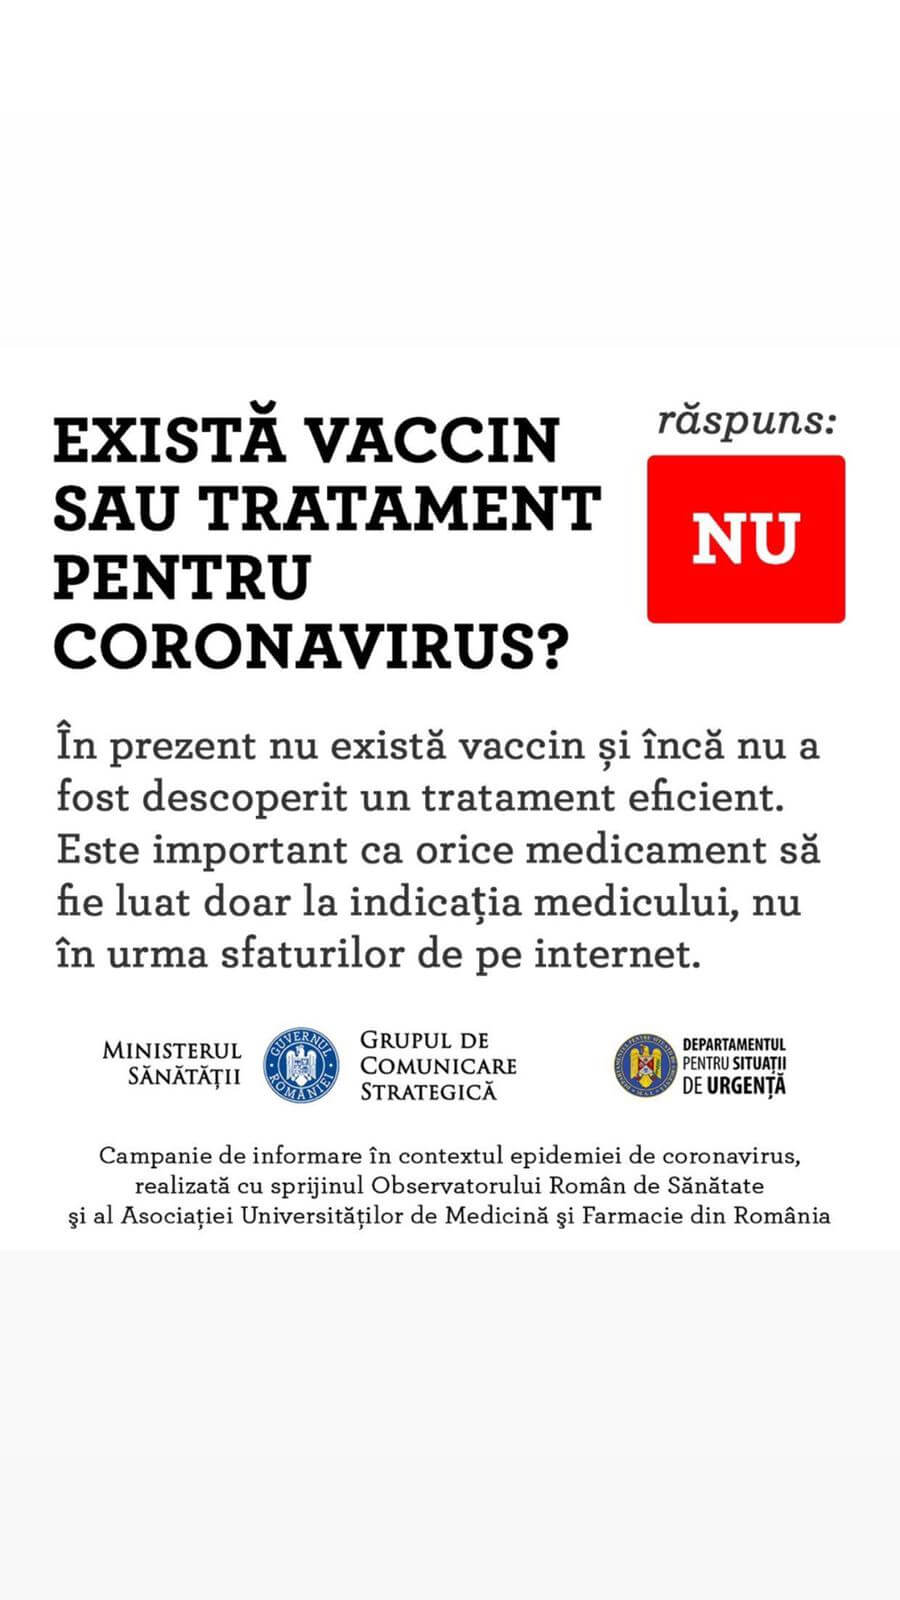 EXISTĂ VACCIN
SAU TRATAMENT
PENTRU
CORONAVIRUS?
răspuns:
NU
În prezent nu există vaccin și încă nu a
fost descoperit un tratament eficient.
Este important ca orice medicament să
fie luat doar la indicația medicului, nu
în urma sfaturilor de pe internet.
MINISTERUL
SĂNĂTĂȚII
GUVERNUL
ROMÂNIEI
GRUPUL DE
COMUNICARE
STRATEGICĂ
DEPARTAMENTUL
PENTRU SITUAȚII
DE URGENȚĂ
Campanie de informare în contextul epidemiei de coronavirus,
realizată cu sprijinul Observatorului Român de Sănătate
şi al Asociației Universităților de Medicină şi Farmacie din România